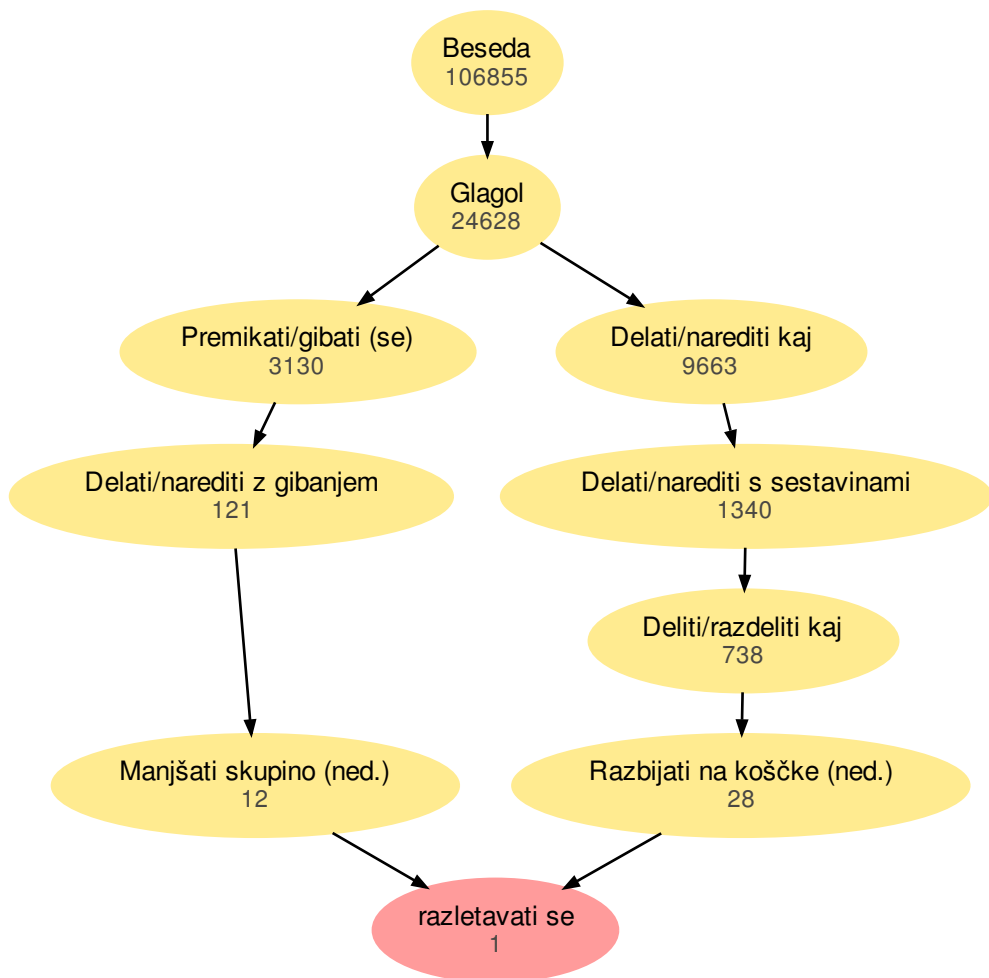 Beseda
106855
Glagol
24628
Premikati/gibati (se)
3130
Delati/narediti kaj
9663
Delati/narediti z gibanjem
121
Delati/narediti s sestavinami
1340
Deliti/razdeliti kaj
738
Manjšati skupino (ned.)
12
Razbijati na koščke (ned.)
28
razletavati se
1